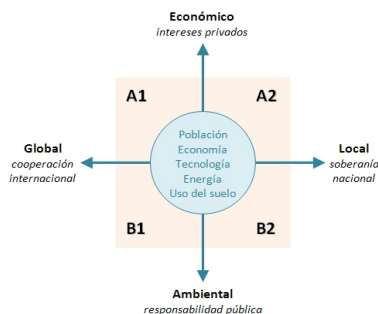 Económico
intereses privados
A1
A2
Global
cooperación
internacional
Población
Economía
Tecnología
Energía
Uso del suelo
Local
soberanía
nacional
B1
B2
Ambiental
responsabilidad pública